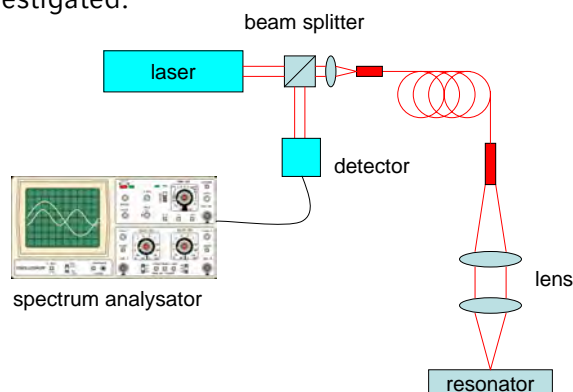 estigated:
beam splitter
laser
detector
spectrum analysator
lens
resonator